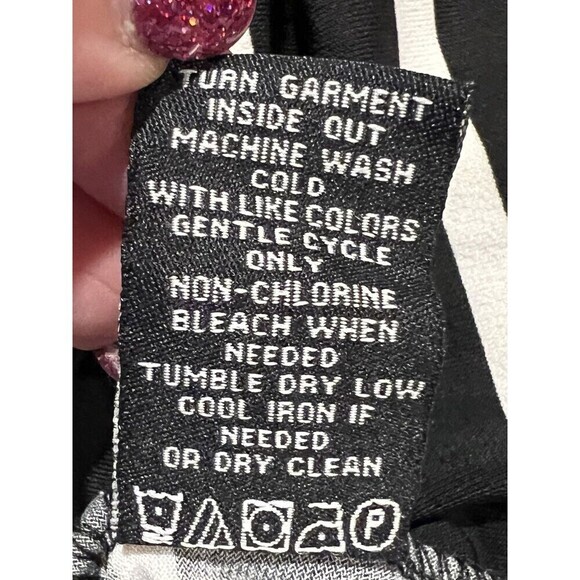 TURN GARMENT
INSIDE OUT
MACHINE WASH
COLD
WITH LIKE COLORS
GENTLE CYCLE
ONLY
NON-CHLORINE
BLEACH WHEN
NEEDED
TUMBLE DRY LOW
COOL IRON IF
NEEDED
OR DRY CLEAN
P